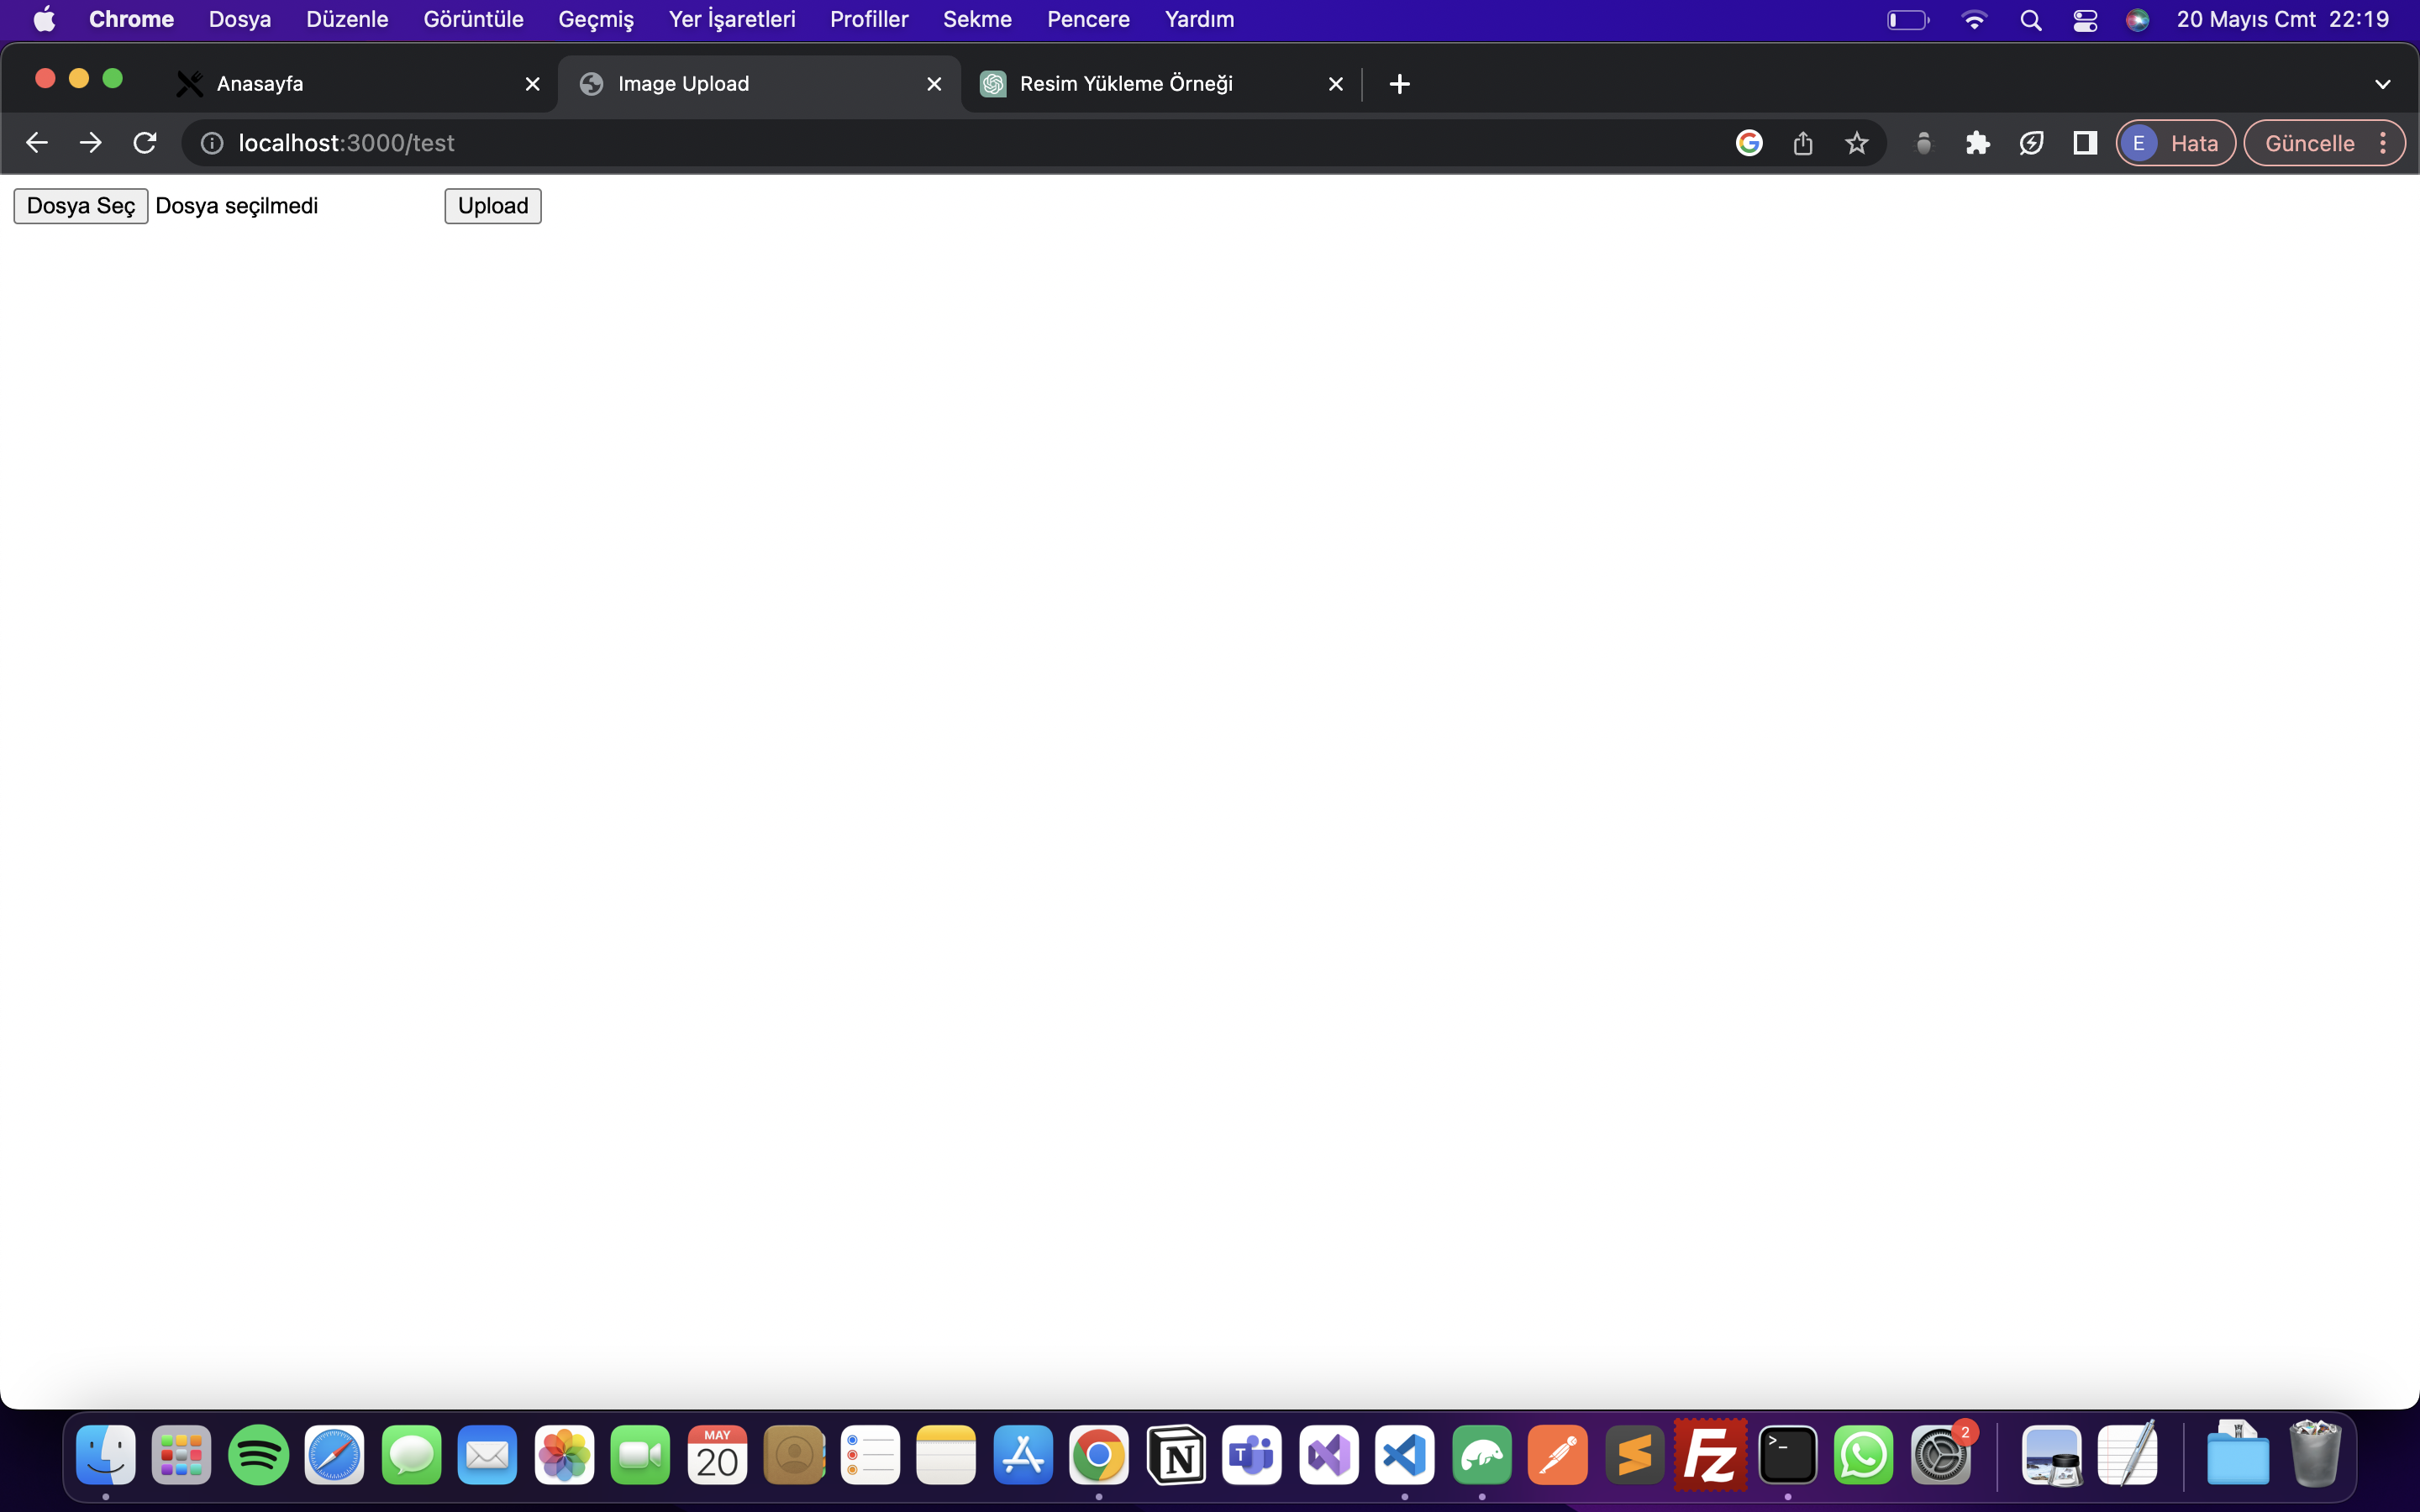 Chrome Dosya Düzenle Görüntüle Geçmiş Yer İşaretleri Profiller Sekme Pencere Yardım 20 Mayıs Cmt 22:19
Anasayfa Image Upload Resim Yükleme Örneği
localhost:3000/test E Hata Güncelle
Dosya Seç Dosya seçilmedi Upload
MAY
20
N
T
Fz
>_
2